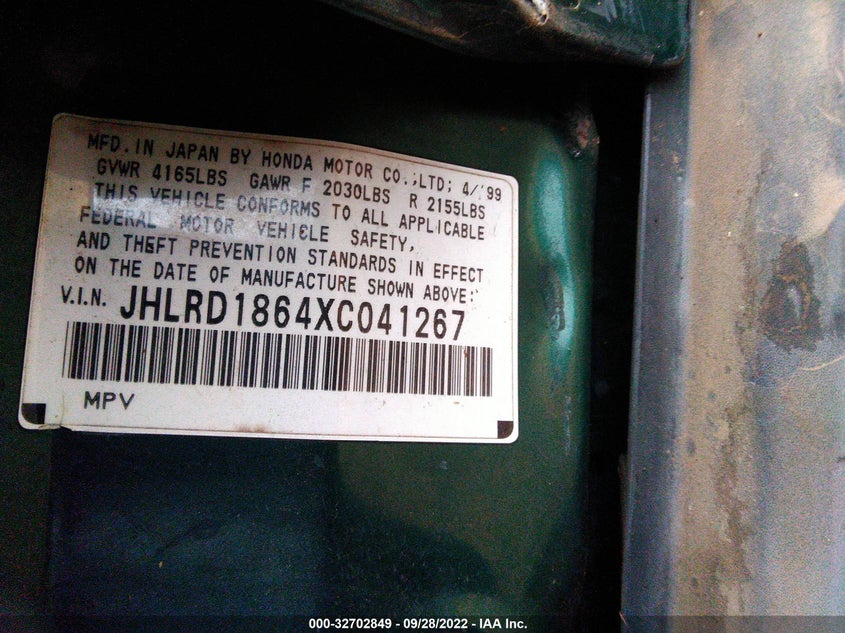 MFD. IN JAPAN BY HONDA MOTOR CO.,LTD; 4/'99
GVWR 4165LBS GAWR F 2030LBS R 2155LBS
THIS VEHICLE CONFORMS TO ALL APPLICABLE
FEDERAL MOTOR VEHICLE SAFETY,
AND THEFT PREVENTION STANDARDS IN EFFECT
ON THE DATE OF MANUFACTURE SHOWN ABOVE:
V.I.N. JHLRD1864XC041267
MPV
000-32702849 - 09/28/2022 - IAA Inc.